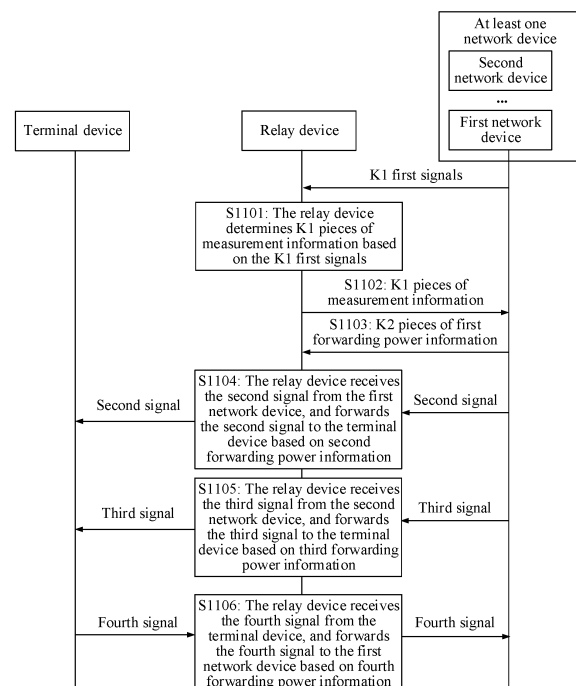 At least one
network device
Second
network device
...
First network
device
Terminal device
Relay device
K1 first signals
S1101: The relay device
determines K1 pieces of
measurement information based
on the K1 first signals
S1102: K1 pieces of
measurement information
S1103: K2 pieces of first
forwarding power information
S1104: The relay device receives
the second signal from the first
network device, and forwards
the second signal to the terminal
device based on second
forwarding power information
Second signal
Second signal
S1105: The relay device receives
the third signal from the second
network device, and forwards
the third signal to the terminal
device based on third forwarding
power information
Third signal
Third signal
S1106: The relay device receives
the fourth signal from the
terminal device, and forwards
the fourth signal to the first
network device based on fourth
forwarding power information
Fourth signal
Fourth signal